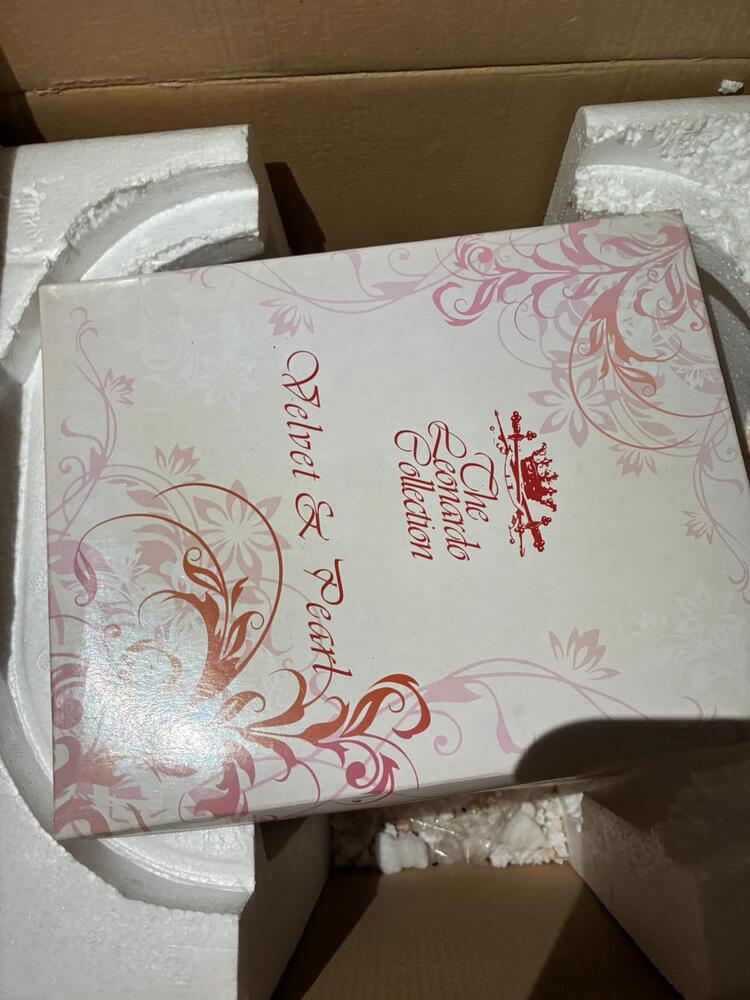 The
Leonardo
Collection
Velvet & Pearl